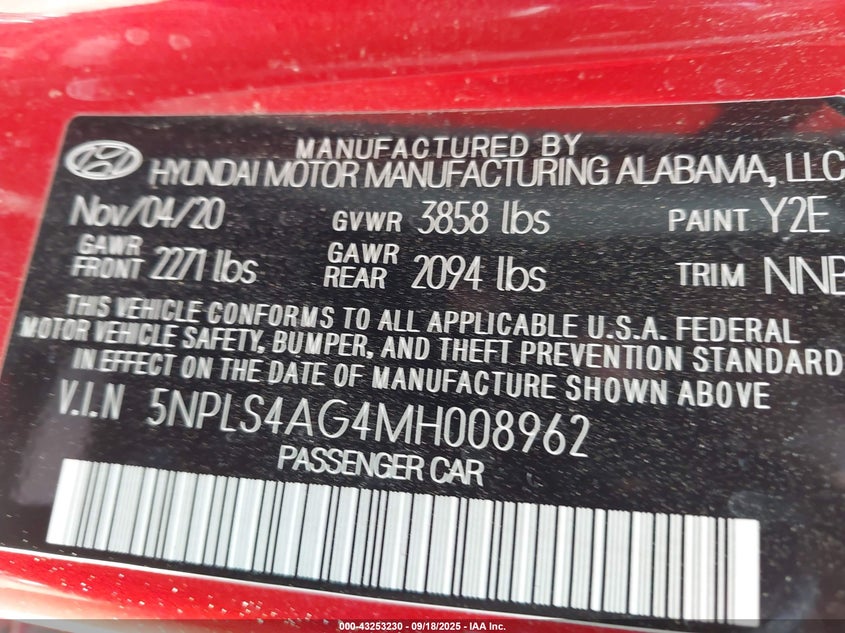 MANUFACTURED BY
HYUNDAI MOTOR MANUFACTURING ALABAMA, LLC
Nov/04/20 GVWR 3858 lbs PAINT Y2E
GAWR FRONT 2271 lbs GAWR REAR 2094 lbs TRIM NNB
THIS VEHICLE CONFORMS TO ALL APPLICABLE U.S.A. FEDERAL
MOTOR VEHICLE SAFETY, BUMPER, AND THEFT PREVENTION STANDARD
IN EFFECT ON THE DATE OF MANUFACTURE SHOWN ABOVE
V.I.N 5NPLS4AG4MH008962
PASSENGER CAR
000-43253230 - 09/18/2025 - IAA Inc.